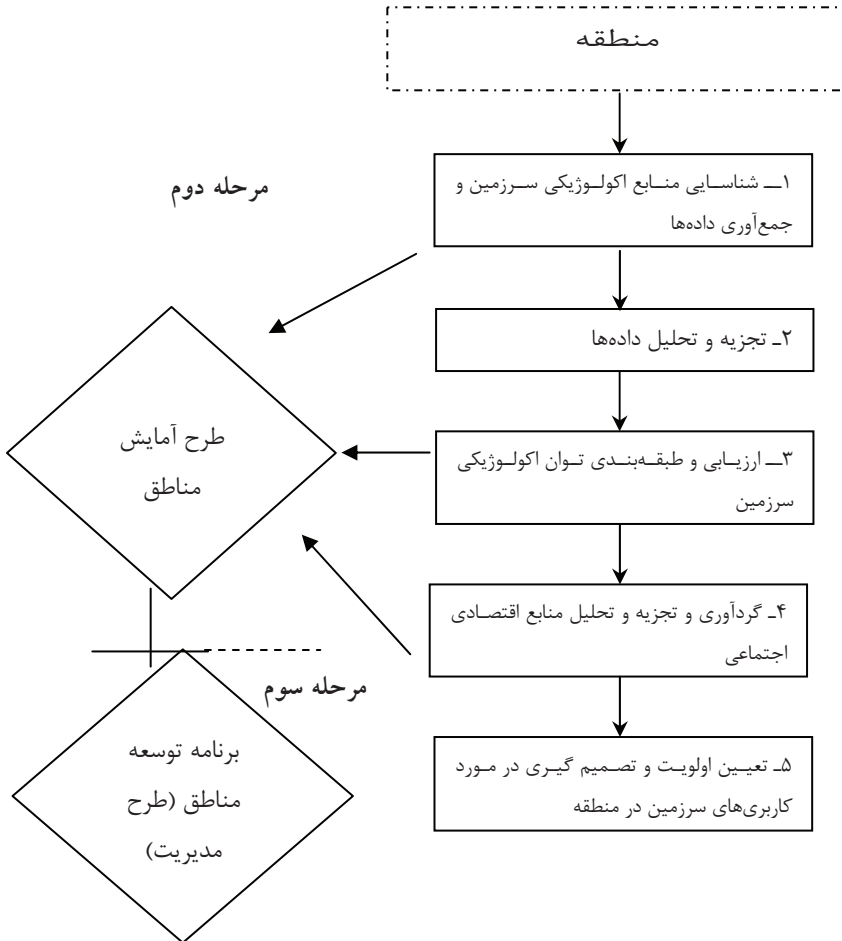 منطقه
مرحله دوم
۱ــ شناسایی منابع اکولوژیکی سرزمین و
جمع‌آوری داده‌ها
۲ـ تجزیه و تحلیل داده‌ها
طرح آمایش
مناطق
۳ــ ارزیابی و طبقه‌بندی توان اکولوژیکی
سرزمین
۴ـ گردآوری و تجزیه و تحلیل منابع اقتصادی
اجتماعی
مرحله سوم
۵ـ تعیین اولویت و تصمیم گیری در مورد
کاربری‌های سرزمین در منطقه
برنامه توسعه
مناطق (طرح
مدیریت)